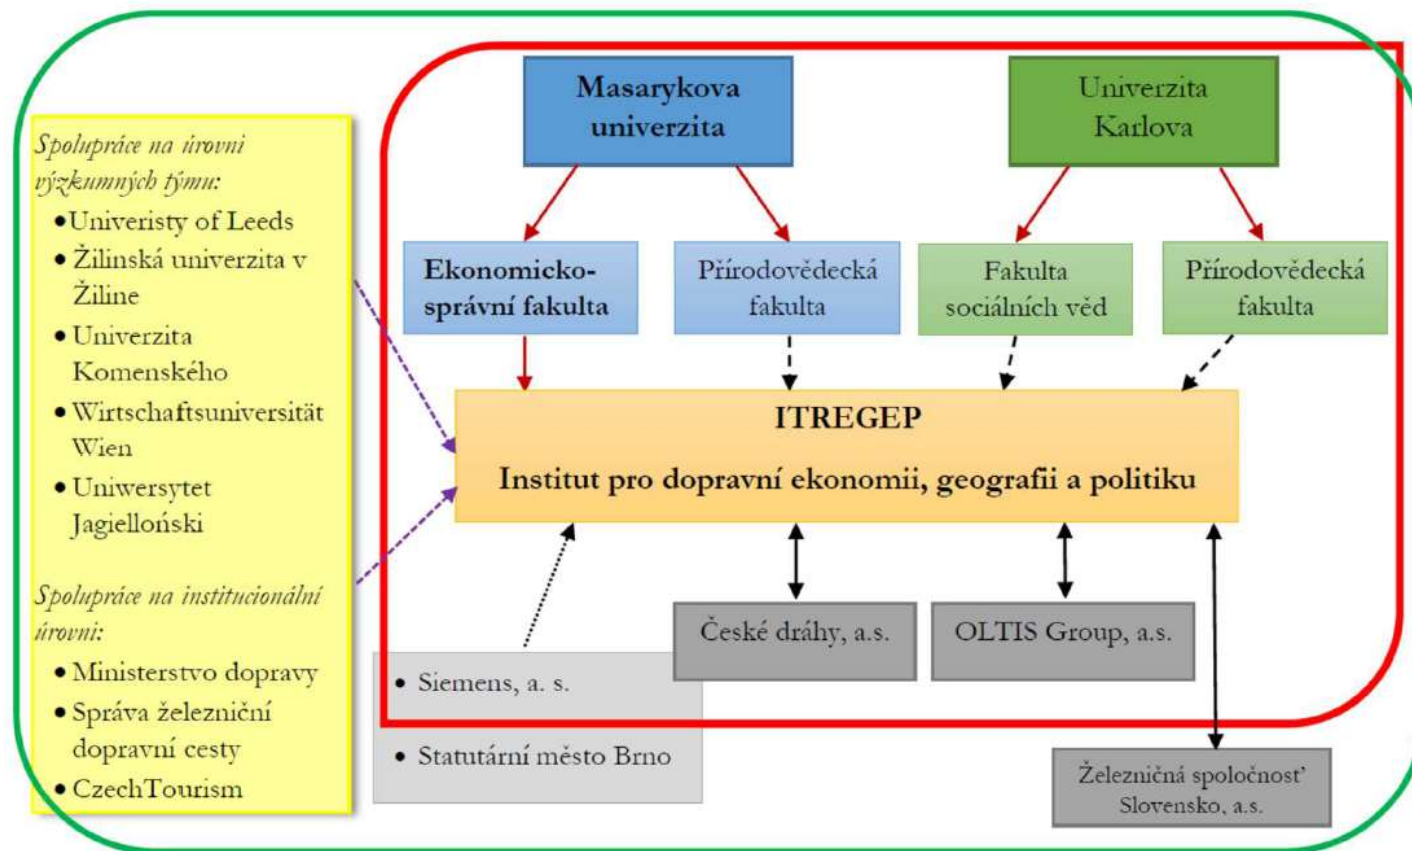 Masarykova
univerzita
Univerzita
Karlova
Spolupráce na úrovni
výzkumných týmu:
•Univeristy of Leeds
• Žilinská univerzita v
Žiline
• Univerzita
Komenského
• Wirtschaftsuniversität
Wien
• Uniwersytet
Jagielloński
Spolupráce na institucionální
úrovni:
• Ministerstvo dopravy
• Správa železniční
dopravní cesty
• CzechTourism
Ekonomicko-
správní fakulta
Přírodovědecká
fakulta
Fakulta
sociálních věd
Přírodovědecká
fakulta
ITREGEP
Institut pro dopravní ekonomii, geografii a politiku
České dráhy, a.s.
OLTIS Group, a.s.
• Siemens, a. s.
• Statutární město Brno
Železničná spoločnosť
Slovensko, a.s.